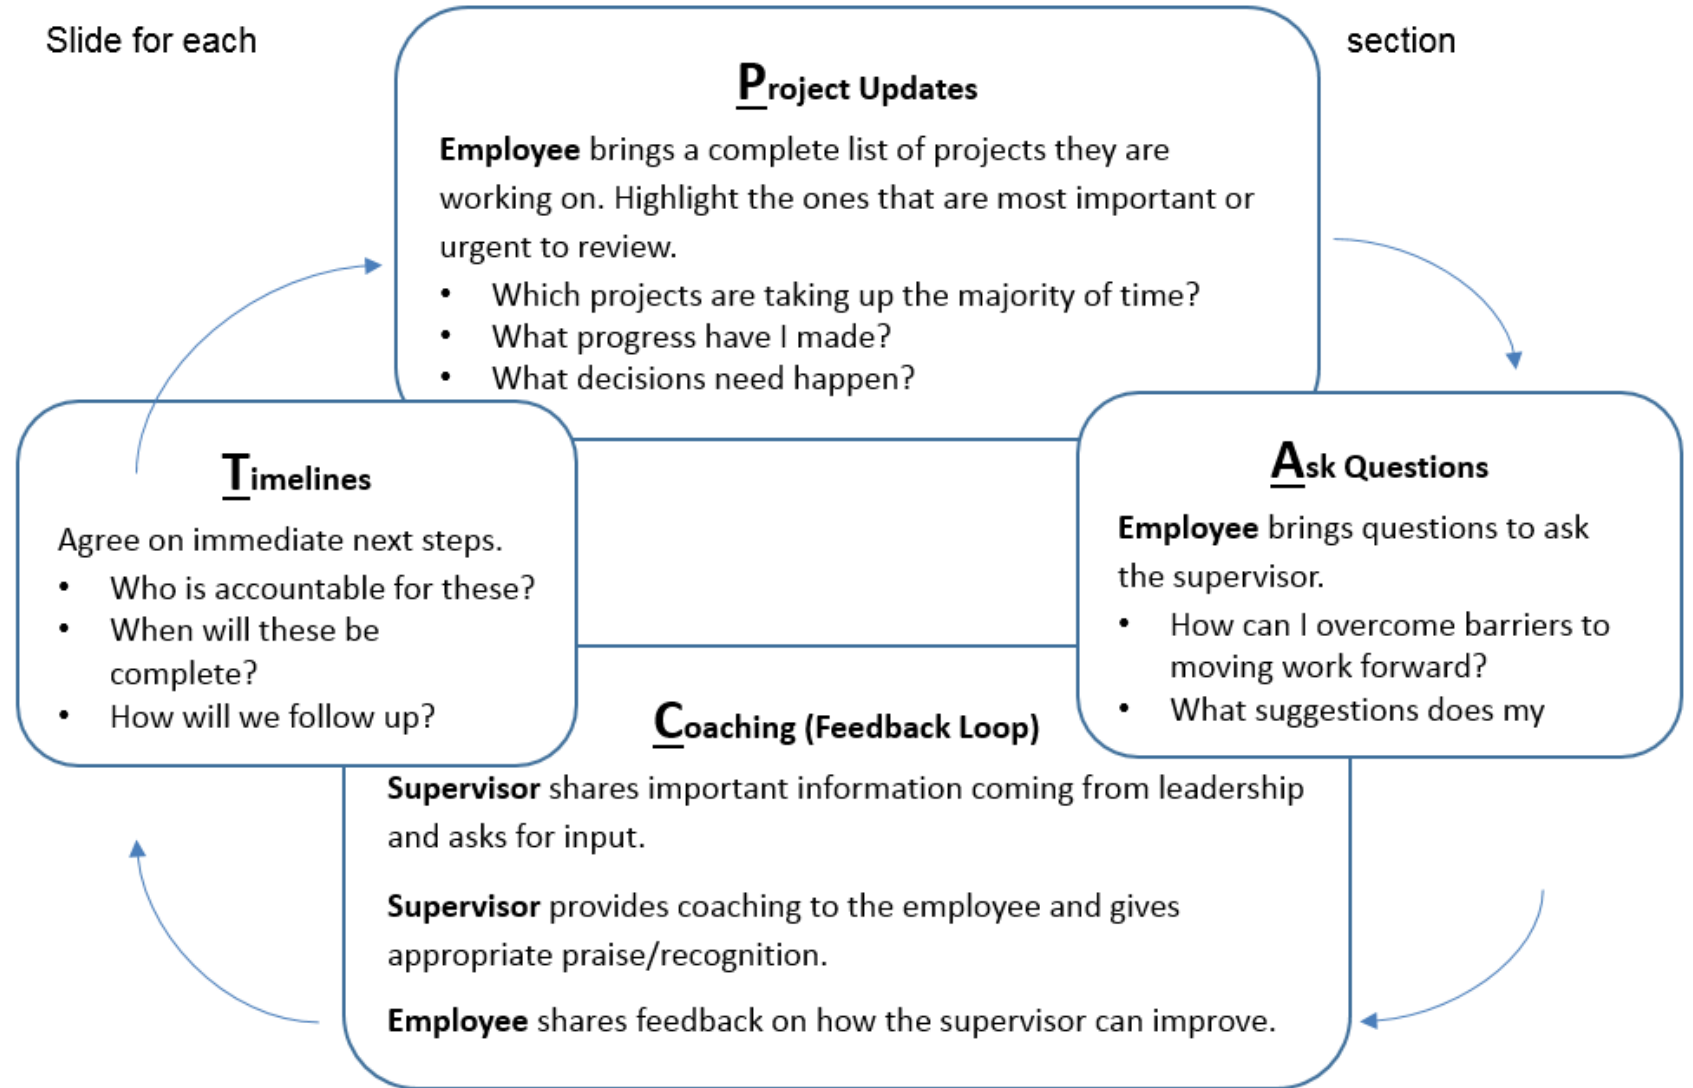 Slide for each
section
Project Updates
Employee brings a complete list of projects they are
working on. Highlight the ones that are most important or
urgent to review.
• Which projects are taking up the majority of time?
• What progress have I made?
• What decisions need happen?
Ask Questions
Employee brings questions to ask
the supervisor.
• How can I overcome barriers to
moving work forward?
• What suggestions does my
Coaching (Feedback Loop)
Supervisor shares important information coming from leadership
and asks for input.
Supervisor provides coaching to the employee and gives
appropriate praise/recognition.
Employee shares feedback on how the supervisor can improve.
Timelines
Agree on immediate next steps.
• Who is accountable for these?
• When will these be
complete?
• How will we follow up?